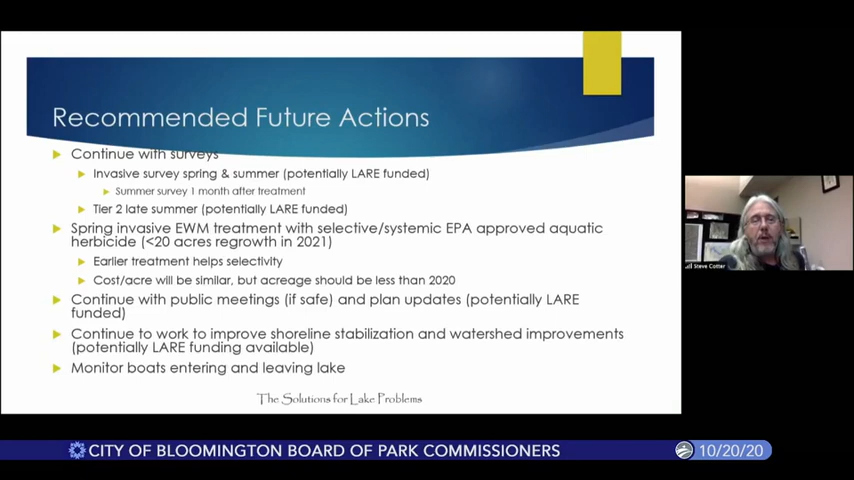 Recommended Future Actions
Continue with surveys
Invasive survey spring & summer (potentially LARE funded)
Summer survey 1 month after treatment
Tier 2 late summer (potentially LARE funded)
Spring invasive EWM treatment with selective/systemic EPA approved aquatic
herbicide (<20 acres regrowth in 2021)
Earlier treatment helps selectivity
Cost/acre will be similar, but acreage should be less than 2020
Continue with public meetings (if safe) and plan updates (potentially LARE
funded)
Continue to work to improve shoreline stabilization and watershed improvements
(potentially LARE funding available)
Monitor boats entering and leaving lake
The Solutions for Lake Problems
Steve Cotter
CITY OF BLOOMINGTON BOARD OF PARK COMMISSIONERS
10/20/20